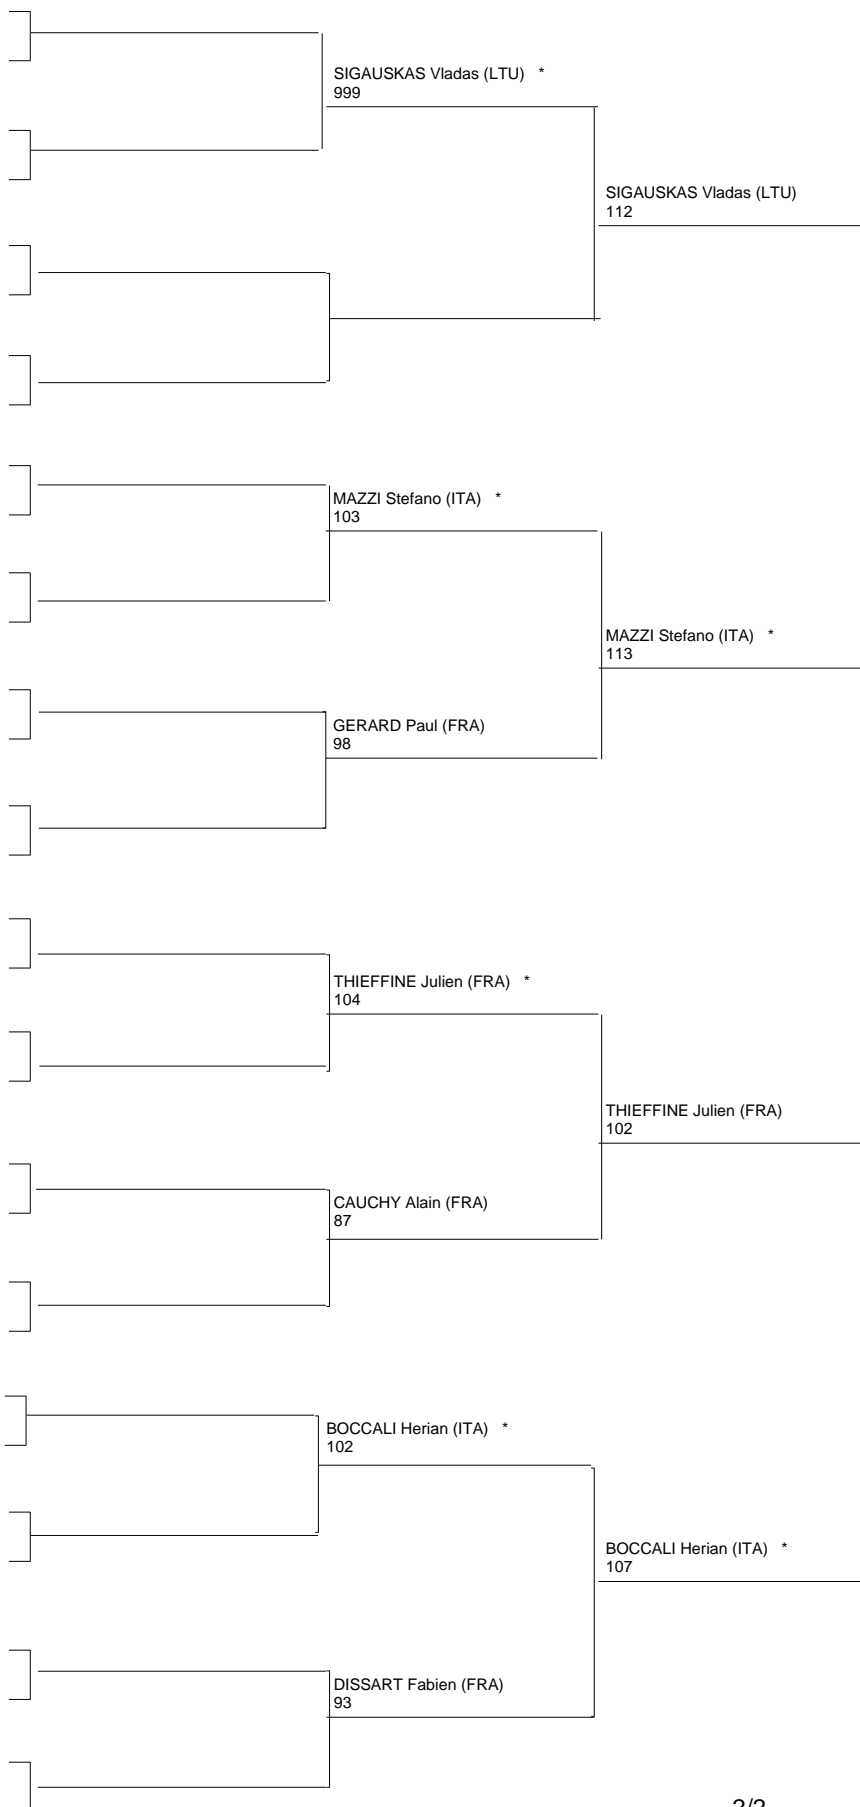 SIGAUSKAS Vladas (LTU) *
999
SIGAUSKAS Vladas (LTU)
112
MAZZI Stefano (ITA) *
103
MAZZI Stefano (ITA) *
113
GERARD Paul (FRA)
98
THIEFFINE Julien (FRA) *
104
THIEFFINE Julien (FRA)
102
CAUCHY Alain (FRA)
87
BOCCALI Herian (ITA) *
102
BOCCALI Herian (ITA) *
107
DISSART Fabien (FRA)
93